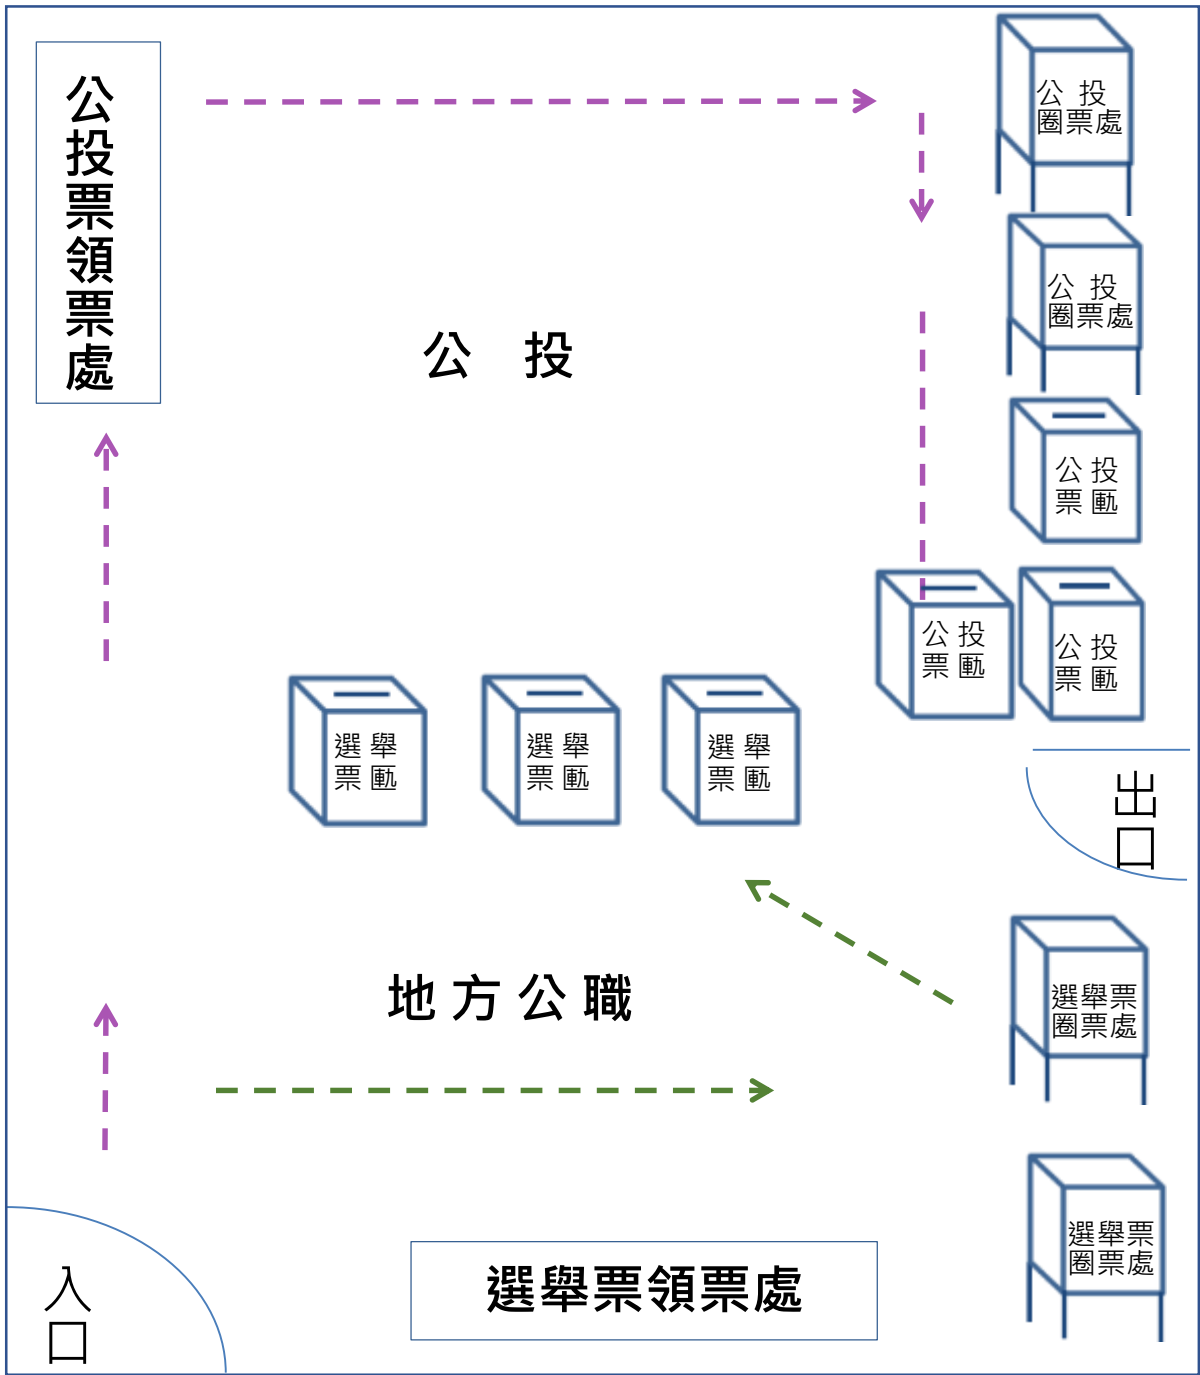 公投票領票處
公 投
圈票處
公 投
圈票處
公 投
公 投
票 匭
公 投
票 匭
公 投
票 匭
選 舉
票 匭
選 舉
票 匭
選 舉
票 匭
出口
地方公職
選舉票
圈票處
選舉票
圈票處
選舉票領票處
入口